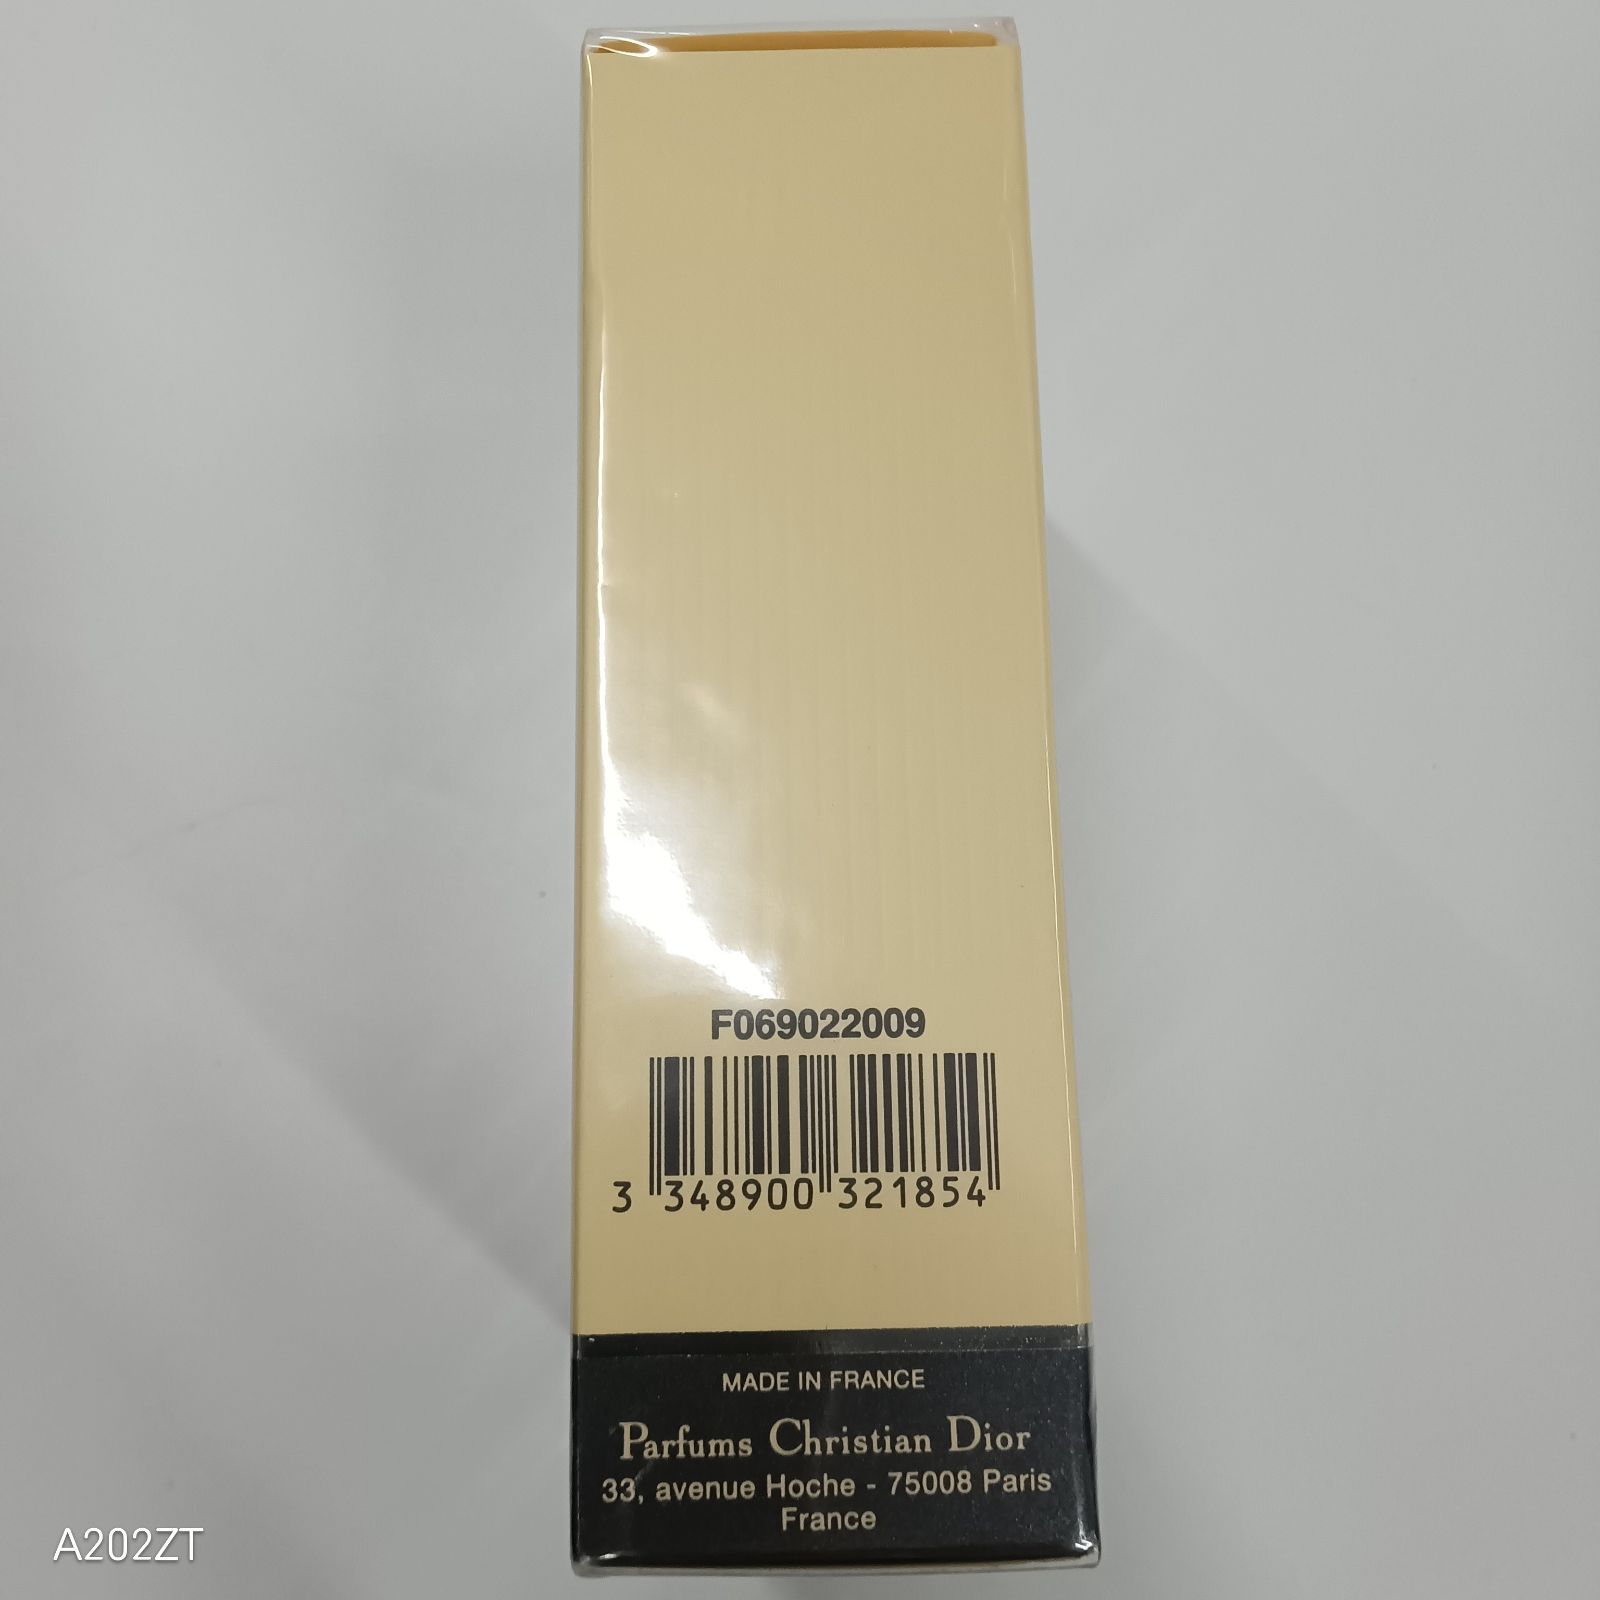 F069022009
3 348900 321854
MADE IN FRANCE
Parfums Christian Dior
33, avenue Hoche - 75008 Paris
France
A202ZT